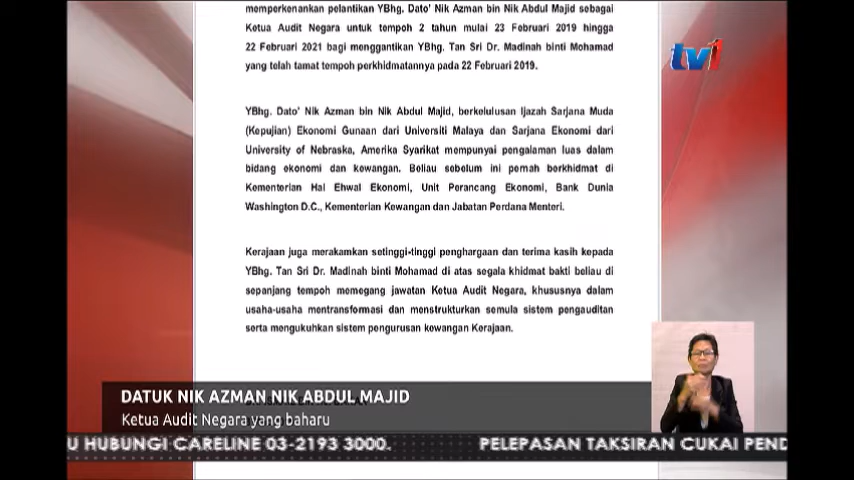 memperkenankan pelantikan YBhg. Dato' Nik Azman bin Nik Abdul Majid sebagai
Ketua Audit Negara untuk tempoh 2 tahun mulai 23 Februari 2019 hingga
22 Februari 2021 bagi menggantikan YBhg. Tan Sri Dr. Madinah binti Mohamad
yang telah tamat tempoh perkhidmatannya pada 22 Februari 2019.
tv1
YBhg. Dato' Nik Azman bin Nik Abdul Majid, berkelulusan Ijazah Sarjana Muda
(Kepujian) Ekonomi Gunaan dari Universiti Malaya dan Sarjana Ekonomi dari
University of Nebraska, Amerika Syarikat mempunyai pengalaman luas dalam
bidang ekonomi dan kewangan. Beliau sebelum ini pernah berkhidmat di
Kementerian Hal Ehwal Ekonomi, Unit Perancang Ekonomi, Bank Dunia
Washington D.C., Kementerian Kewangan dan Jabatan Perdana Menteri.
Kerajaan juga merakamkan setinggi-tinggi penghargaan dan terima kasih kepada
YBhg. Tan Sri Dr. Madinah binti Mohamad di atas segala khidmat bakti beliau di
sepanjang tempoh memegang jawatan Ketua Audit Negara, khususnya dalam
usaha-usaha mentransformasi dan menstrukturkan semula sistem pengauditan
serta mengukuhkan sistem pengurusan kewangan Kerajaan.
DATUK NIK AZMAN NIK ABDUL MAJID
Ketua Audit Negara yang baharu
U HUBUNGI CARELINE 03-2193 3000. PELEPASAN TAKSIRAN CUKAI PEND